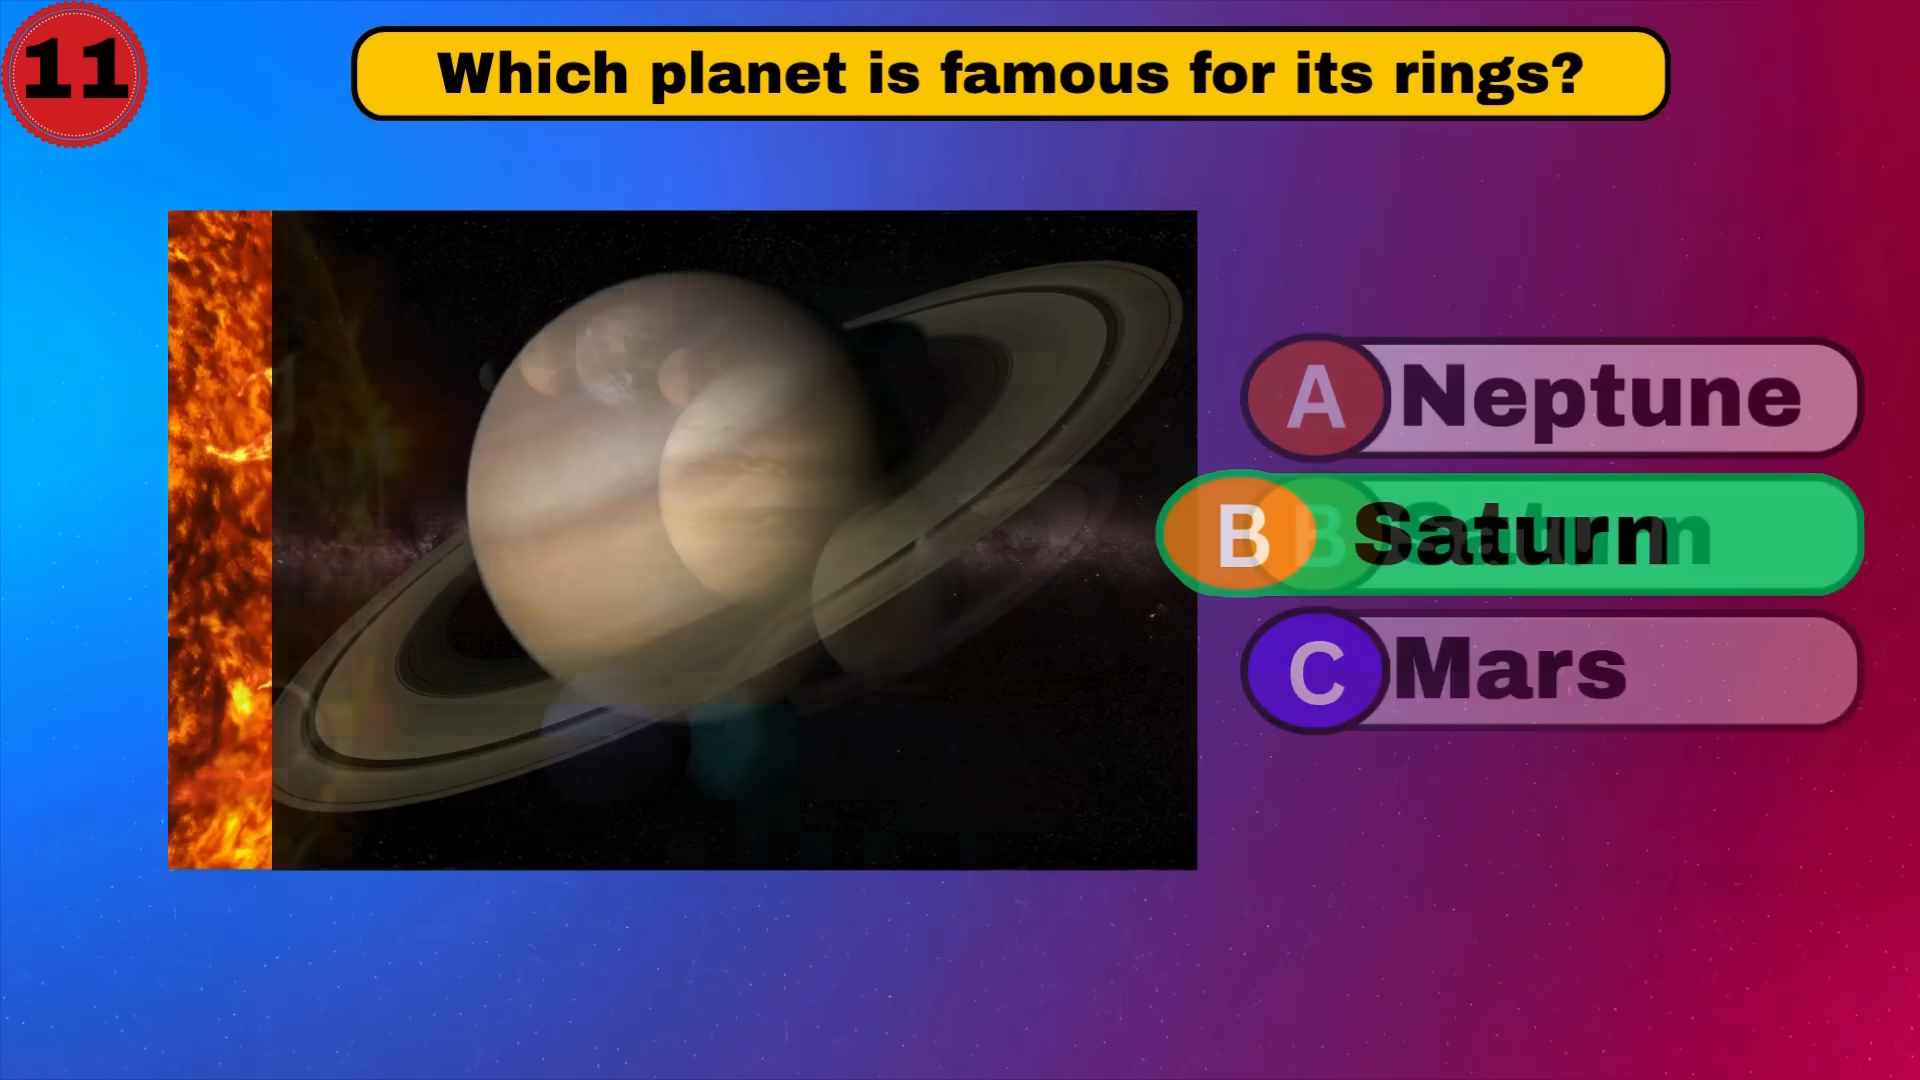 11
Which planet is famous for its rings?
A Neptune
B Saturn
C Mars